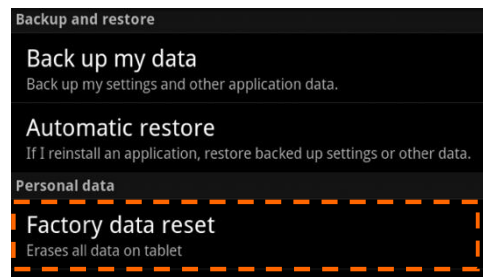 Backup and restore
Back up my data
Back up my settings and other application data.
Automatic restore
If I reinstall an application, restore backed up settings or other data.
Personal data
Factory data reset
Erases all data on tablet